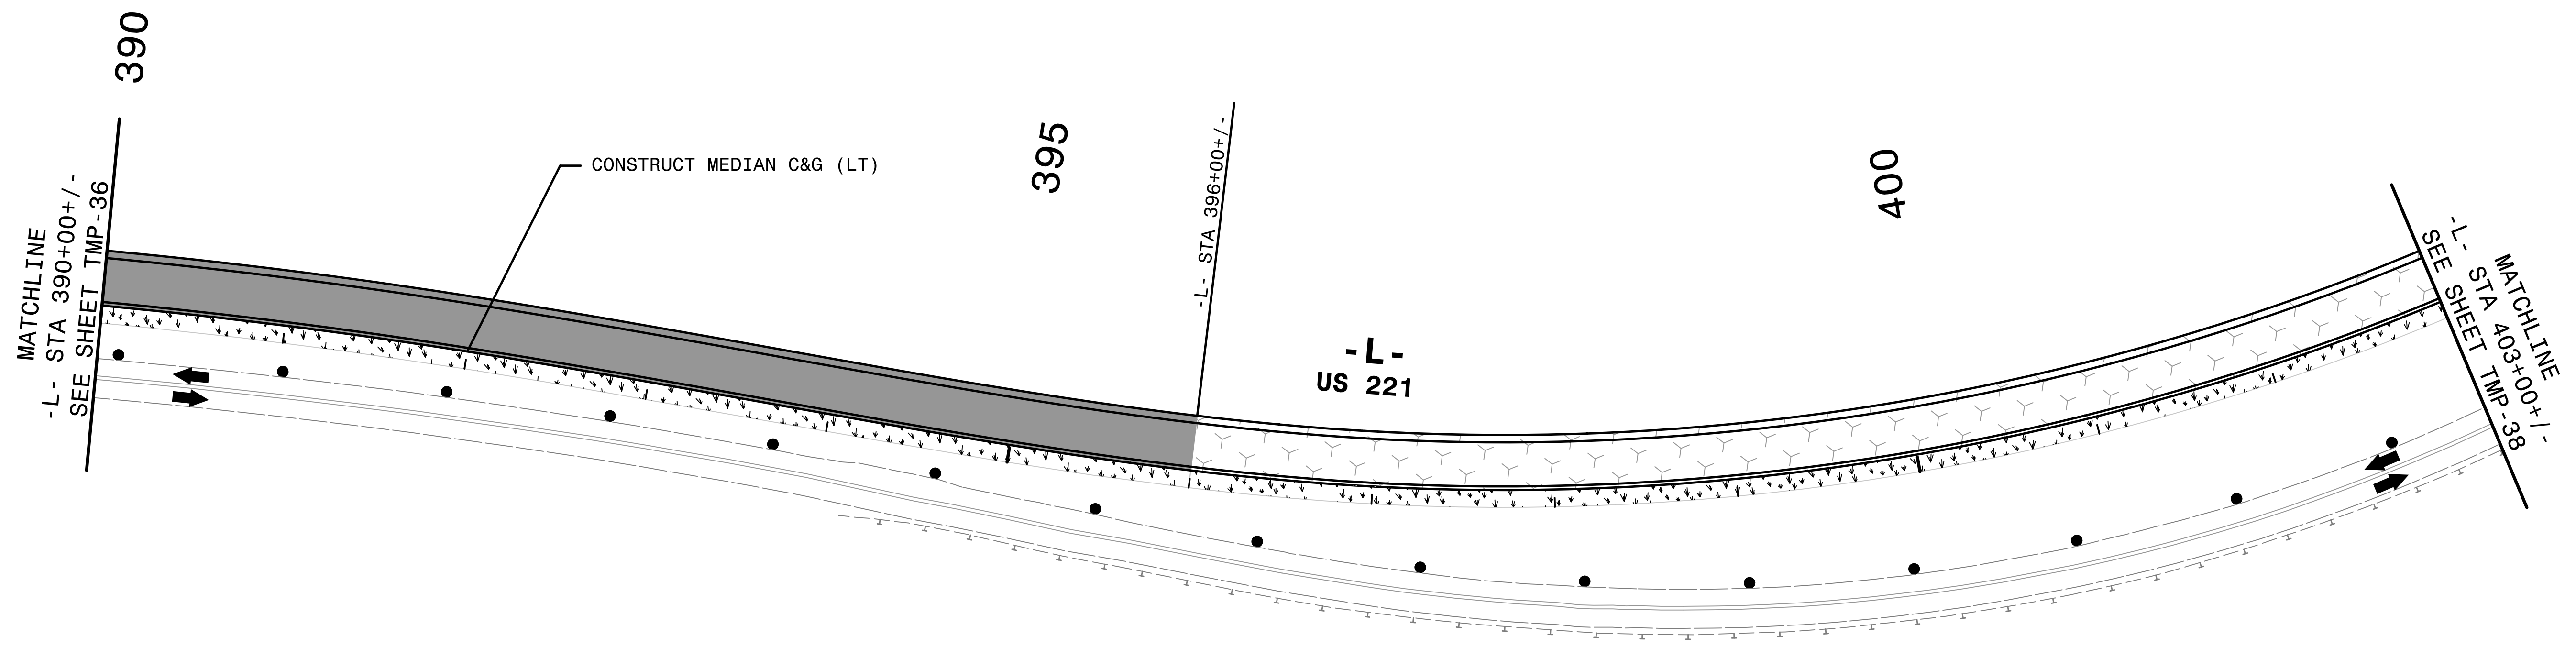 390
MATCHLINE
-L- STA 390+00+/-
SEE SHEET TMP-36
CONSTRUCT MEDIAN C&G (LT)
395
-L- STA 396+00+/-
-L-
US 221
400
MATCHLINE
-L- STA 403+00+/-
SEE SHEET TMP-38